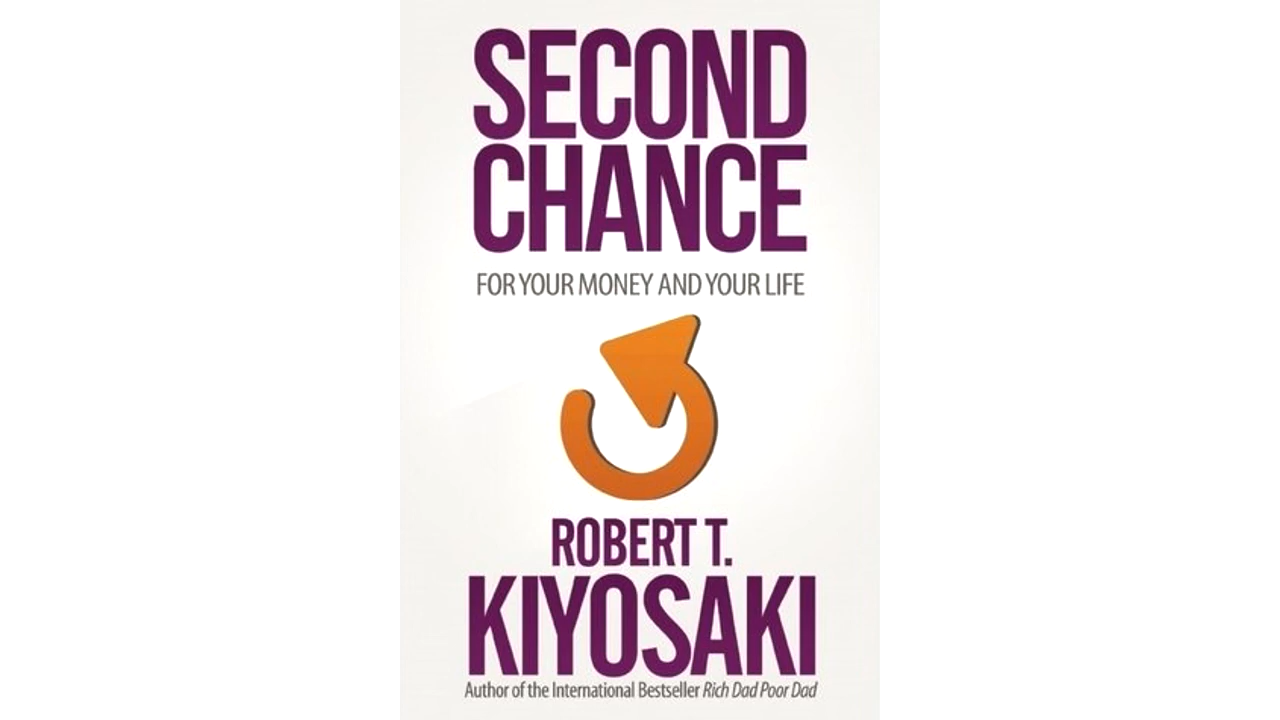 SECOND
CHANCE
FOR YOUR MONEY AND YOUR LIFE
ROBERT T.
KIYOSAKI
Author of the International Bestseller Rich Dad Poor Dad